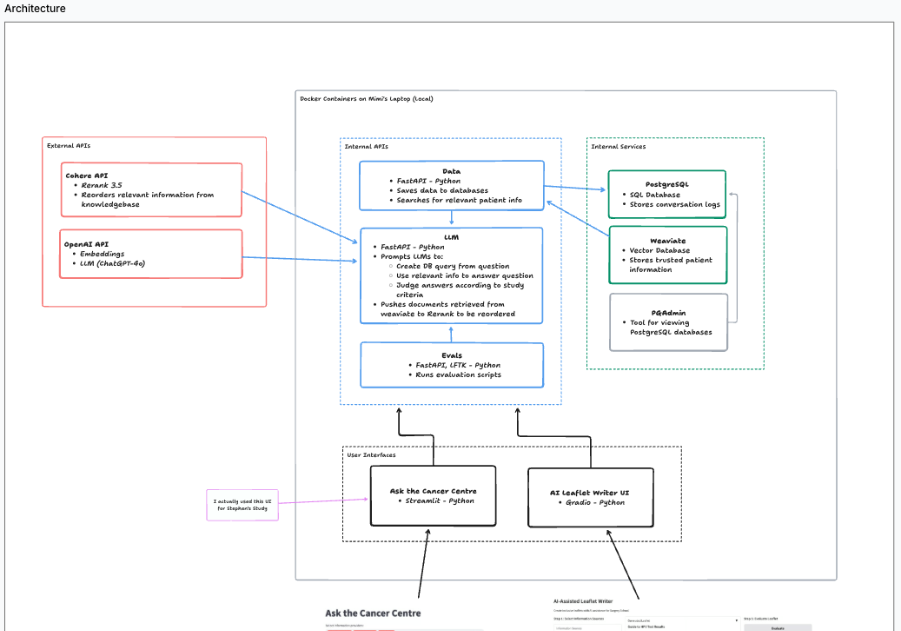 Architecture
Docker Containers on Mimi's Laptop (Local)
External APIs
Cohere API
Rerank 3.5
Reorders relevant information from
knowledgebase
OpenAI API
Embeddings
LLM (ChatGPT-4o)
Internal APIs
Data
FastAPI - Python
Saves data to databases
Searches for relevant patient info
LLM
FastAPI - Python
Prompts LLMs to:
Create DB query from question
Use relevant info to answer question
Judge answers according to study
criteria
Pushes documents retrieved from
weaviate to Rerank to be reordered
Evals
FastAPI, LFTK - Python
Runs evaluation scripts
Internal Services
PostgreSQL
SQL Database
Stores conversation logs
Weaviate
Vector Database
Stores trusted patient
information
PGAdmin
Tool for viewing
PostgreSQL databases
User Interfaces
Ask the Cancer Centre
Streamlit - Python
AI Leaflet Writer UI
Gradio - Python
I actually used this UI
for Stephan's Study
Ask the Cancer Centre
AI-Assisted Leaflet Writer